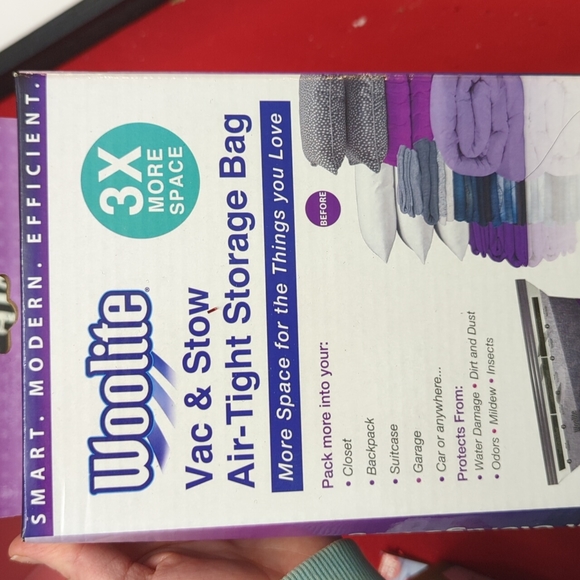 SMART. MODERN. EFFICIENT.
Woolite®
3X
MORE
SPACE
Vac & Stow
Air-Tight Storage Bag
More Space for the Things you Love
BEFORE
Pack more into your:
• Closet
• Backpack
• Suitcase
• Garage
• Car or anywhere...
Protects From:
• Water Damage • Dirt and Dust
• Odors • Mildew • Insects